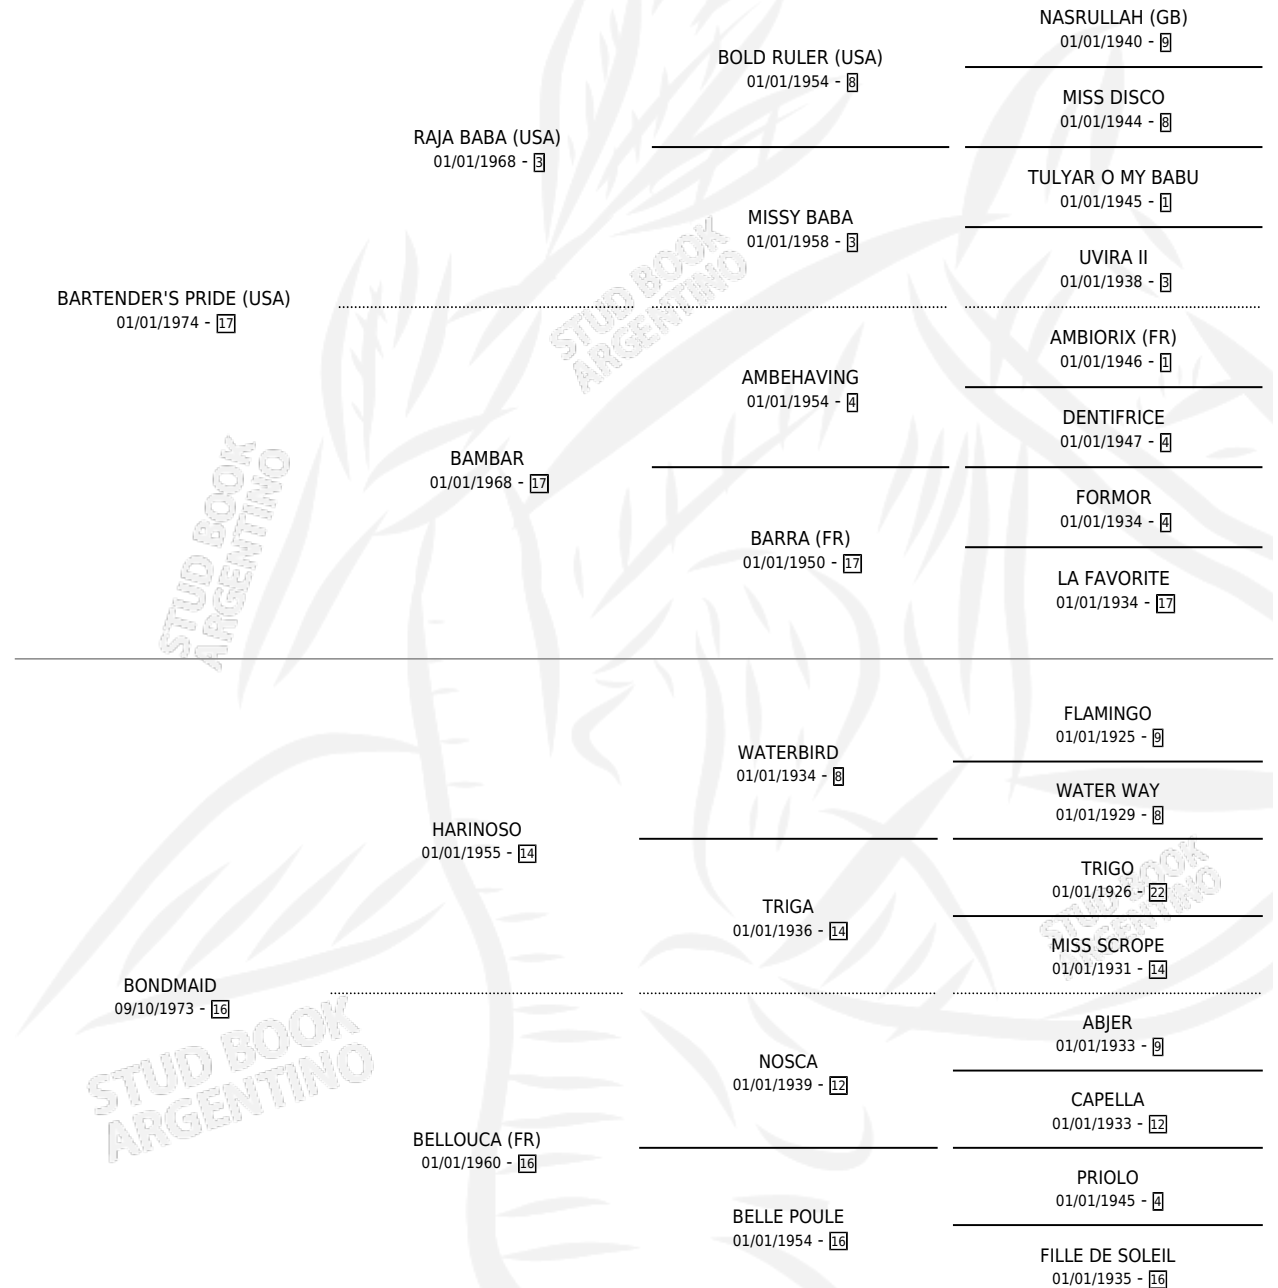 NASRULLAH (GB)
01/01/1940 - 9
BOLD RULER (USA)
01/01/1954 - 8
MISS DISCO
01/01/1944 - 8
RAJA BABA (USA)
01/01/1968 - 3
TULYAR O MY BABU
01/01/1945 - 1
MISSY BABA
01/01/1958 - 3
UVIRA II
01/01/1938 - 3
BARTENDER'S PRIDE (USA)
01/01/1974 - 17
AMBIORIX (FR)
01/01/1946 - 1
AMBEHAVING
01/01/1954 - 4
DENTIFRICE
01/01/1947 - 4
BAMBAR
01/01/1968 - 17
FORMOR
01/01/1934 - 4
BARRA (FR)
01/01/1950 - 17
LA FAVORITE
01/01/1934 - 17
FLAMINGO
01/01/1925 - 9
WATERBIRD
01/01/1934 - 8
WATER WAY
01/01/1929 - 8
HARINOSO
01/01/1955 - 14
TRIGO
01/01/1926 - 22
TRIGA
01/01/1936 - 14
MISS SCROPE
01/01/1931 - 14
BONDMAID
09/10/1973 - 16
ABJER
01/01/1933 - 9
NOSCA
01/01/1939 - 12
CAPELLA
01/01/1933 - 12
BELLOUCA (FR)
01/01/1960 - 16
PRIOLO
01/01/1945 - 4
BELLE POULE
01/01/1954 - 16
FILLE DE SOLEIL
01/01/1935 - 16
STUD BOOK
ARGENTINO
STUD BOOK
ARGENTINO
STUD BOOK
ARGENTINO
STUD BOOK
ARGENTINO